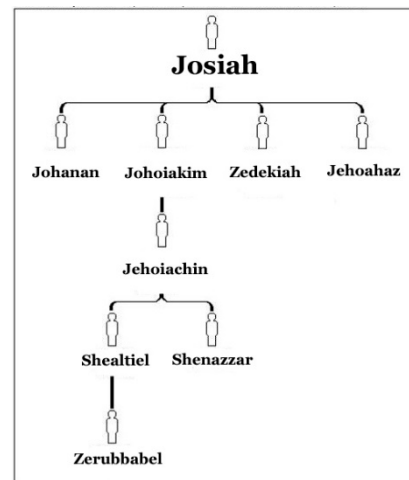 Josiah
Johanan Johoiakim Zedekiah Jehoahaz
Jehoiachin
Shealtiel Shenazzar
Zerubbabel